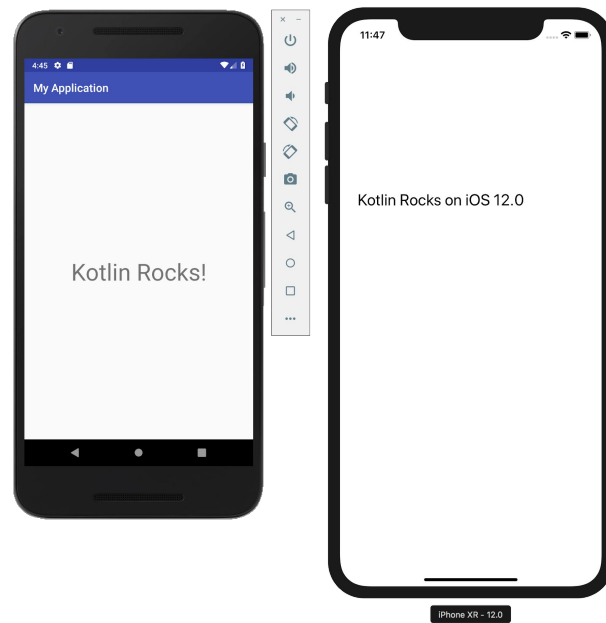 4:45
My Application
Kotlin Rocks!
11:47
Kotlin Rocks on iOS 12.0
iPhone XR - 12.0